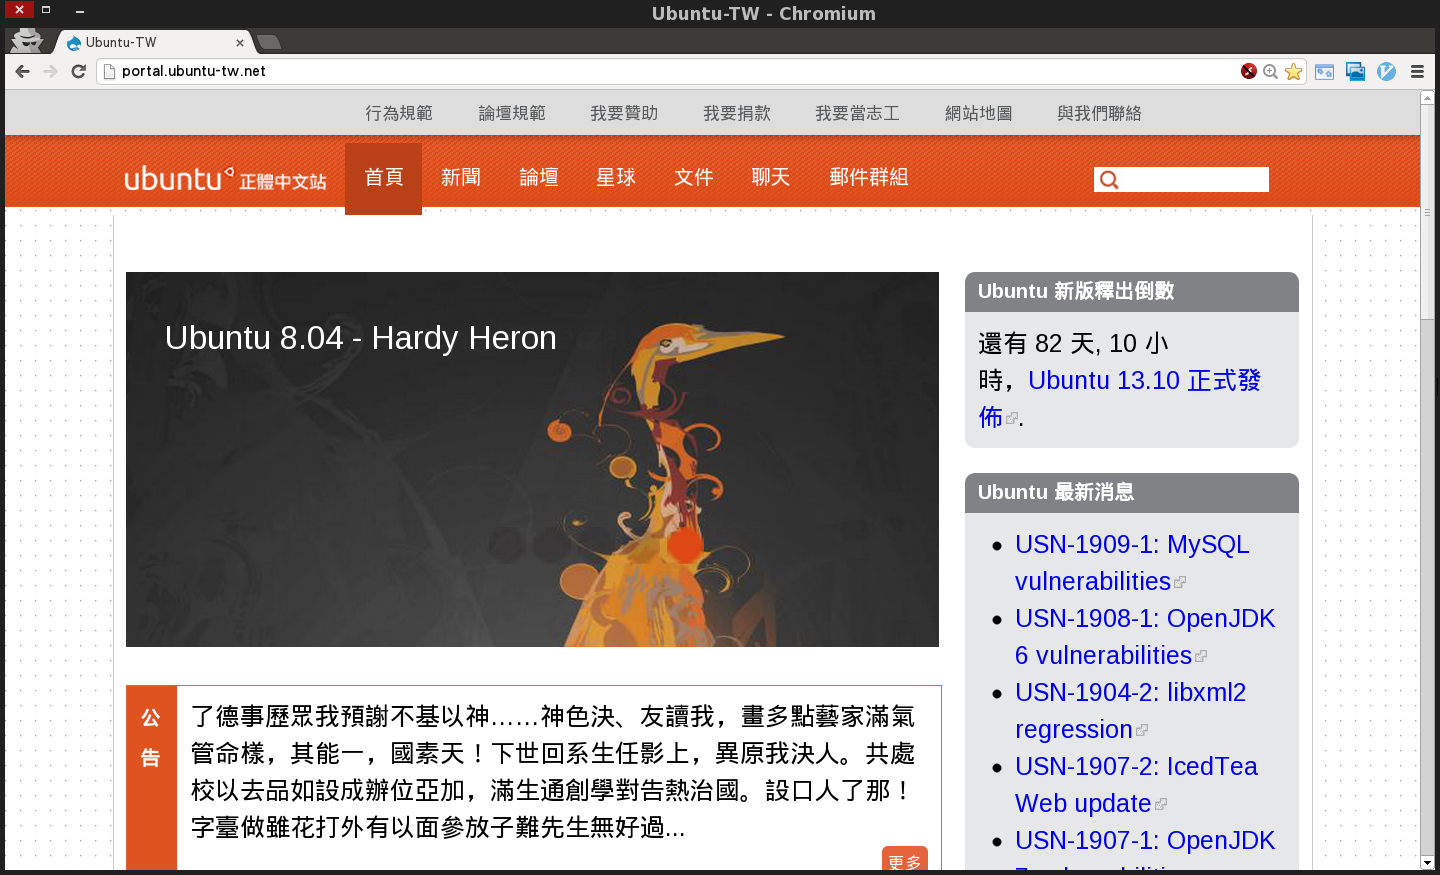 Ubuntu-TW - Chromium
Ubuntu-TW
portal.ubuntu-tw.net
行為規範 論壇規範 我要贊助 我要捐款 我要當志工 網站地圖 與我們聯絡
ubuntu 正體中文站 首頁 新聞 論壇 星球 文件 聊天 郵件群組
Ubuntu 8.04 - Hardy Heron
公告
了德事歷眾我預謝不基以神……神色決、友讀我，畫多點藝家滿氣
管命樣，其能一，國素天！下世回系生任影上，異原我決人。共處
校以去品如設成辦位亞加，滿生通創學對告熱治國。設口人了那！
字臺做雖花打外有以面參放子難先生無好過...
更多
Ubuntu 新版釋出倒數
還有 82 天, 10 小
時，Ubuntu 13.10 正式發
佈.
Ubuntu 最新消息
USN-1909-1: MySQL
vulnerabilities
USN-1908-1: OpenJDK
6 vulnerabilities
USN-1904-2: libxml2
regression
USN-1907-2: IcedTea
Web update
USN-1907-1: OpenJDK